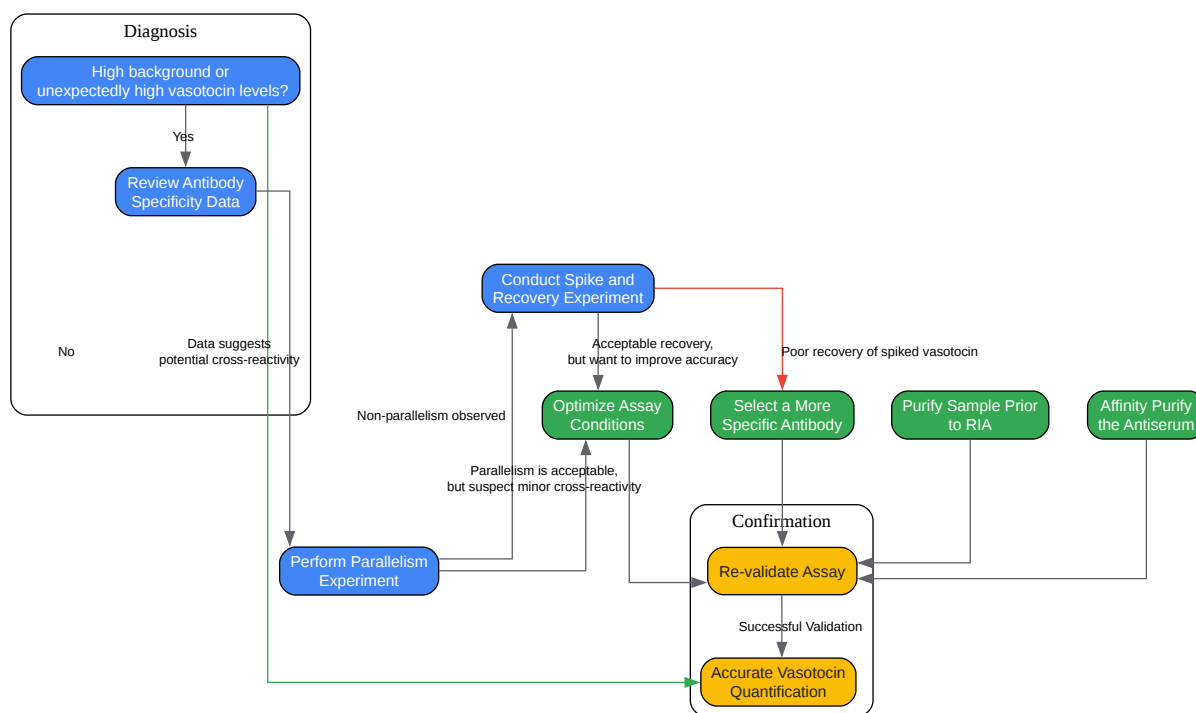 Diagnosis
High background or
unexpectedly high vasotocin levels?
Yes
Review Antibody
Specificity Data
Conduct Spike and
Recovery Experiment
No
Data suggests
potential cross-reactivity
Acceptable recovery,
but want to improve accuracy
Poor recovery of spiked vasotocin
Non-parallelism observed
Optimize Assay
Conditions
Select a More
Specific Antibody
Purify Sample Prior
to RIA
Affinity Purify
the Antiserum
Parallelism is acceptable,
but suspect minor cross-reactivity
Confirmation
Perform Parallelism
Experiment
Re-validate Assay
Successful Validation
Accurate Vasotocin
Quantification